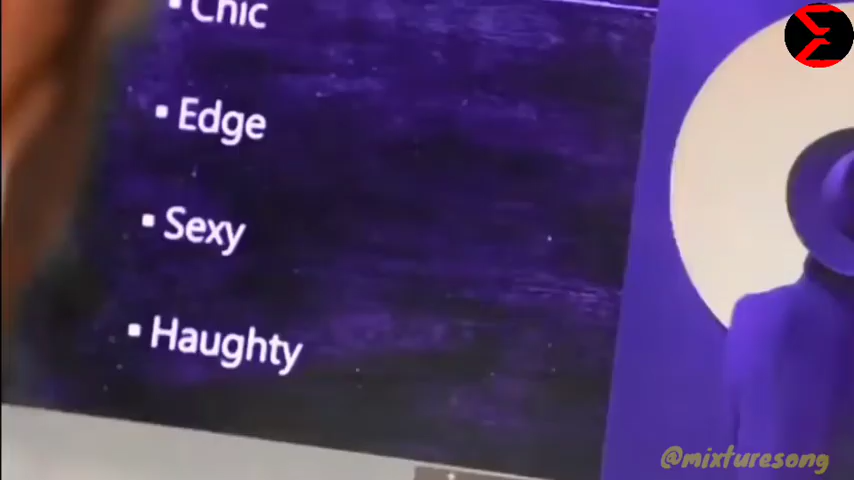 ▪ Chic
▪ Edge
▪ Sexy
▪ Haughty
@mixturesong